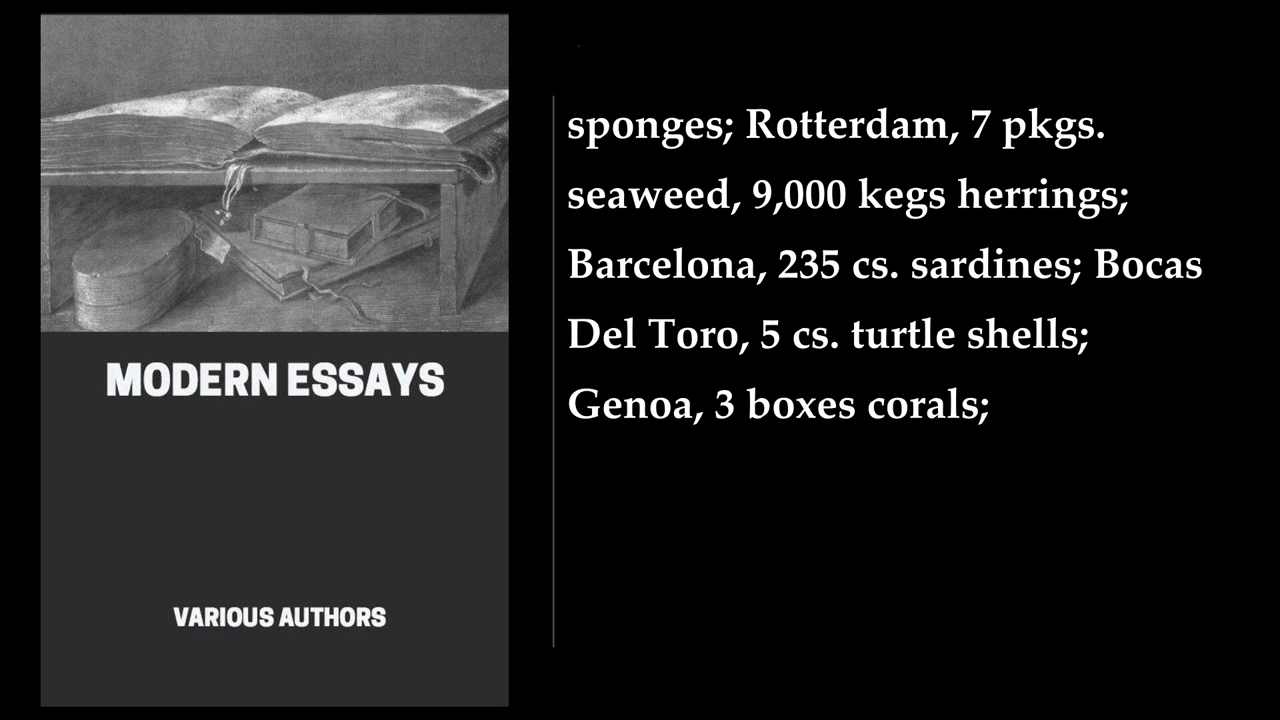 MODERN ESSAYS
VARIOUS AUTHORS
sponges; Rotterdam, 7 pkgs.
seaweed, 9,000 kegs herrings;
Barcelona, 235 cs. sardines; Bocas
Del Toro, 5 cs. turtle shells;
Genoa, 3 boxes corals;